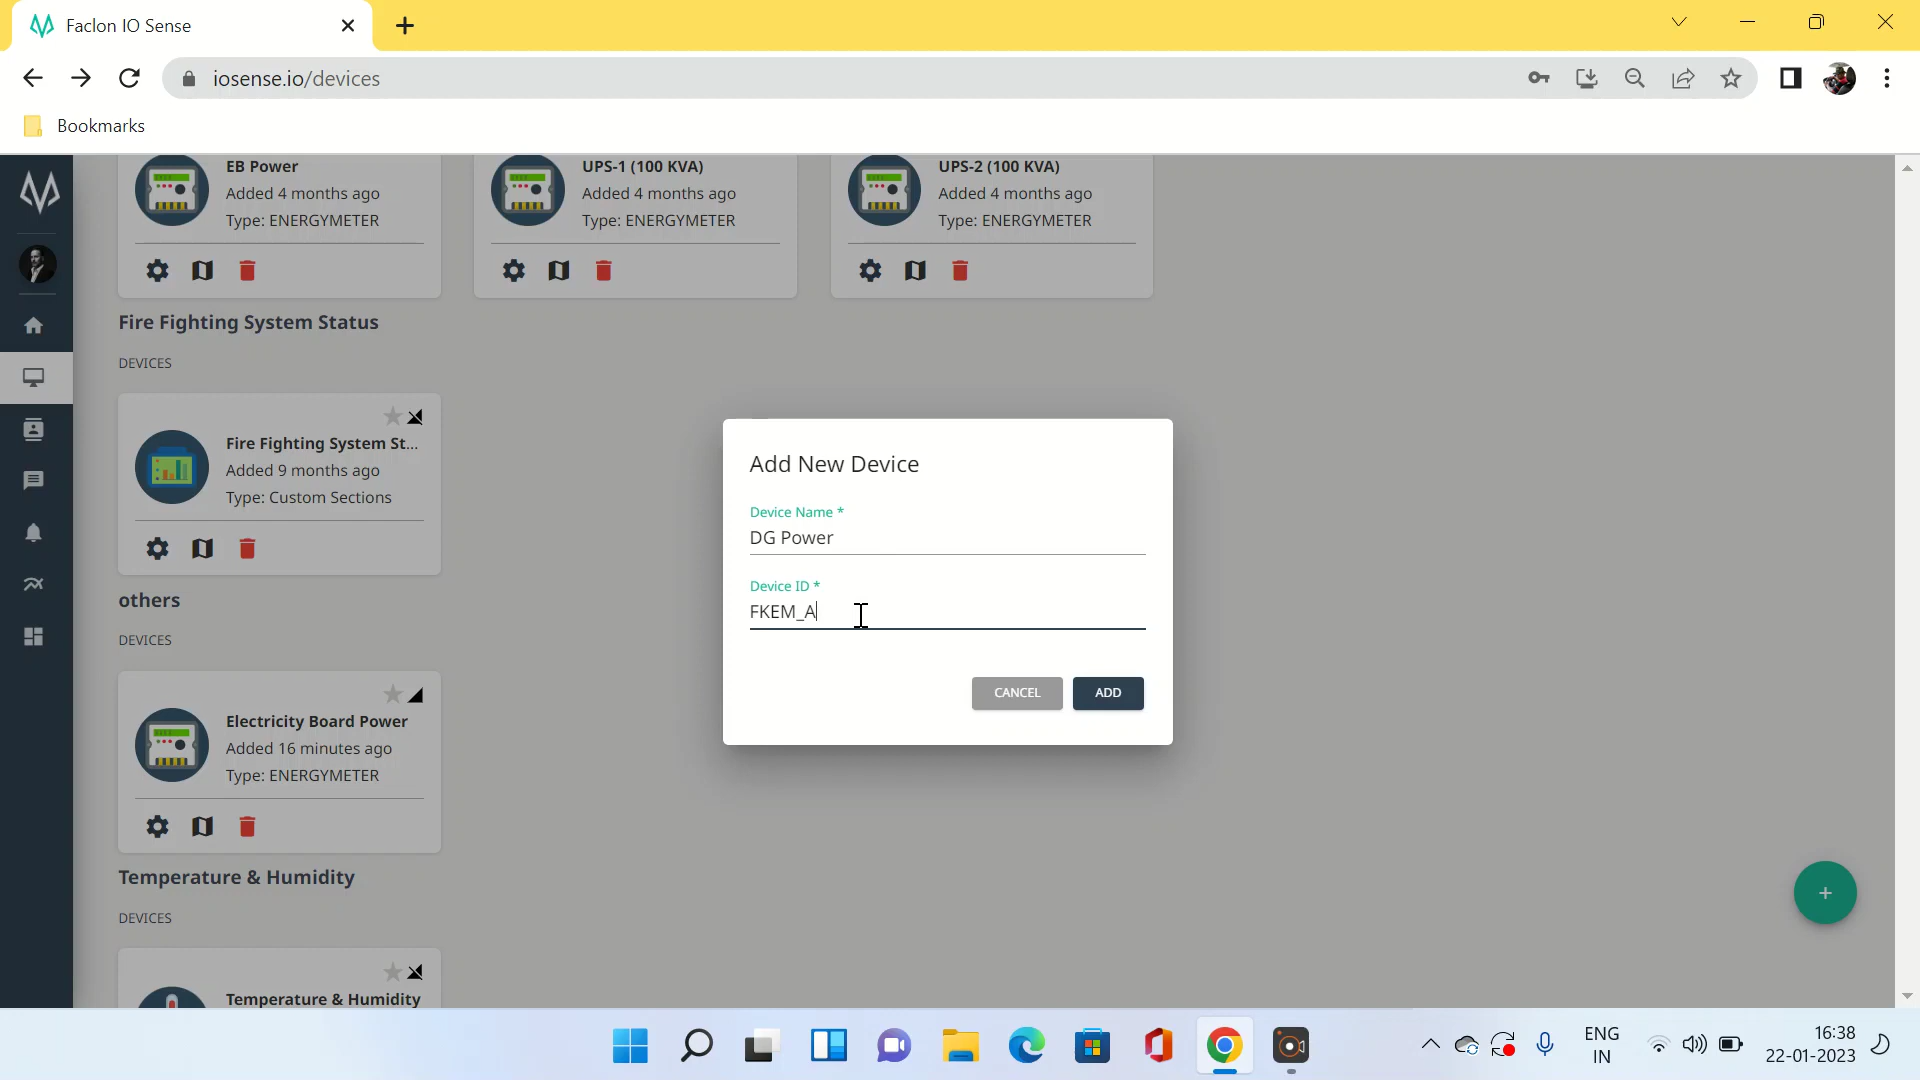 Faclon IO Sense
iosense.io/devices
Bookmarks
EB Power
Added 4 months ago
Type: ENERGYMETER
UPS-1 (100 KVA)
Added 4 months ago
Type: ENERGYMETER
UPS-2 (100 KVA)
Added 4 months ago
Type: ENERGYMETER
Fire Fighting System Status
DEVICES
Fire Fighting System St...
Added 9 months ago
Type: Custom Sections
others
DEVICES
Electricity Board Power
Added 16 minutes ago
Type: ENERGYMETER
Temperature & Humidity
DEVICES
Temperature & Humidity
Add New Device
Device Name *
DG Power
Device ID *
FKEM_A
CANCEL
ADD
+
ENG
IN
16:38
22-01-2023